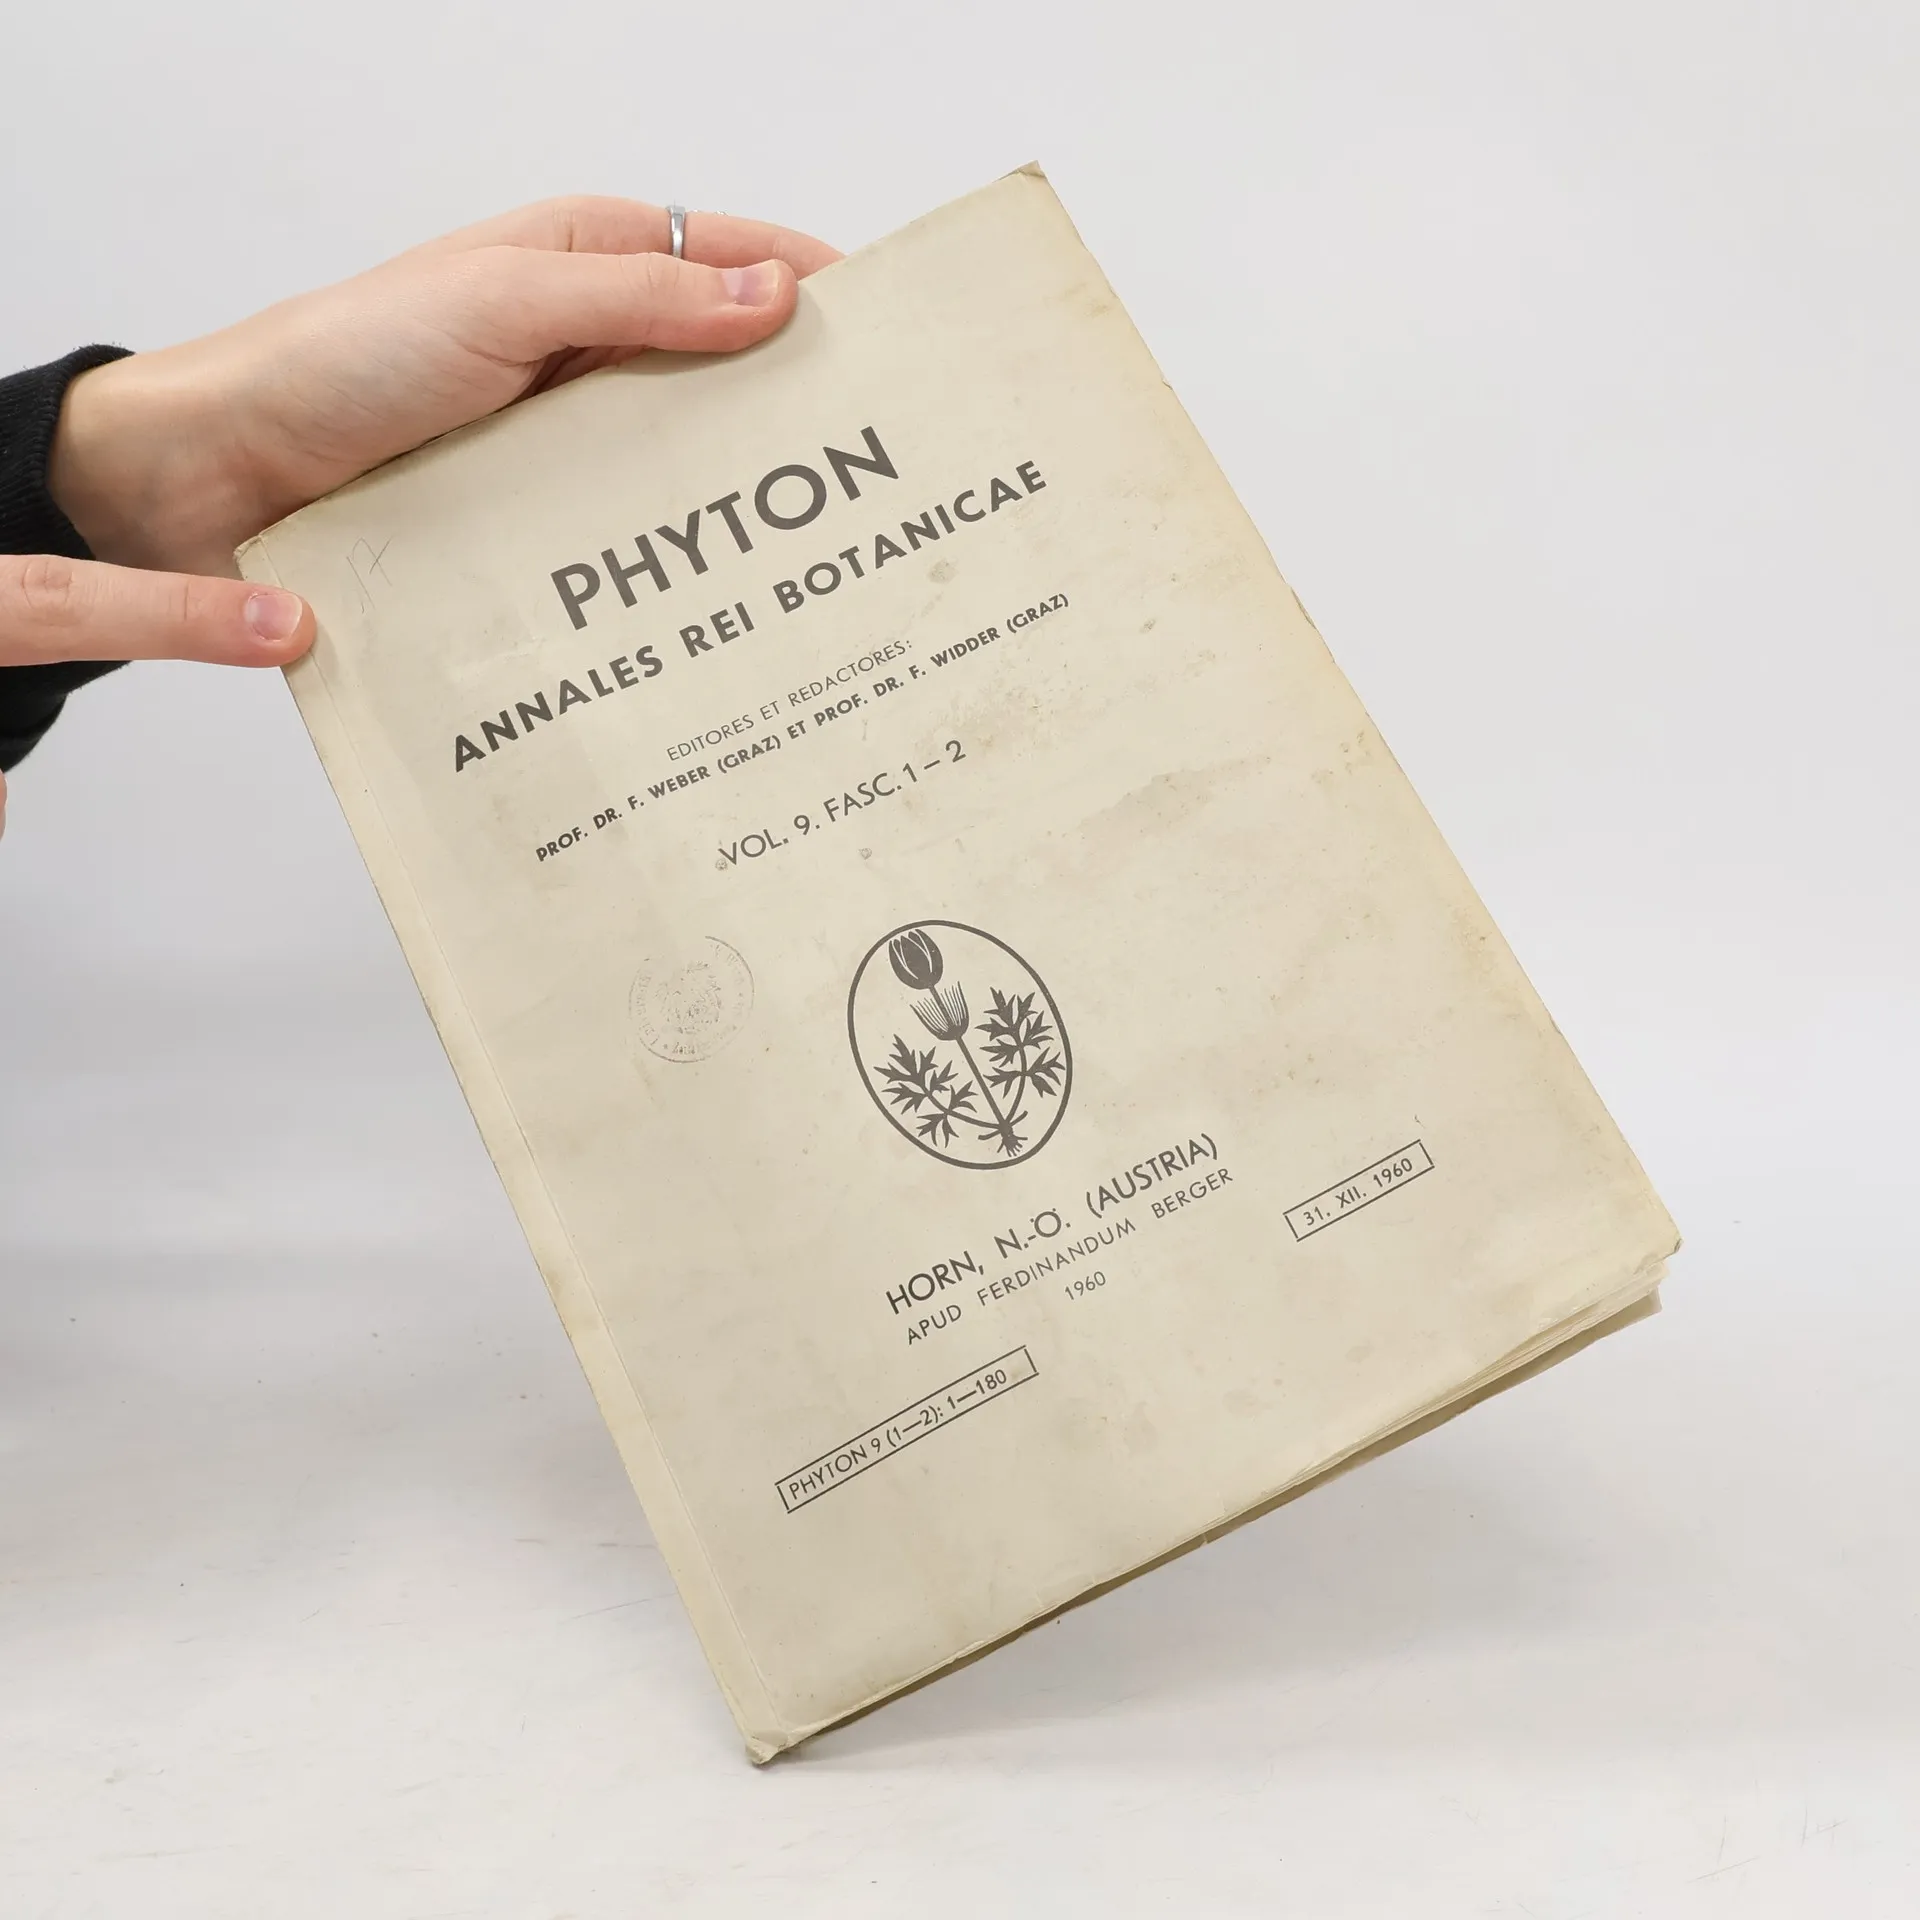 17
PHYTON
ANNALES REI BOTANICAE
EDITORES ET REDACTORES:
PROF. DR. F. WEBER (GRAZ) ET PROF. DR. F. WIDDER (GRAZ)
VOL. 9. FASC. 1 – 2
HORN, N.-Ö. (AUSTRIA)
APUD FERDINANDUM BERGER
1960
31. XII. 1960
PHYTON 9 (1—2): 1—180